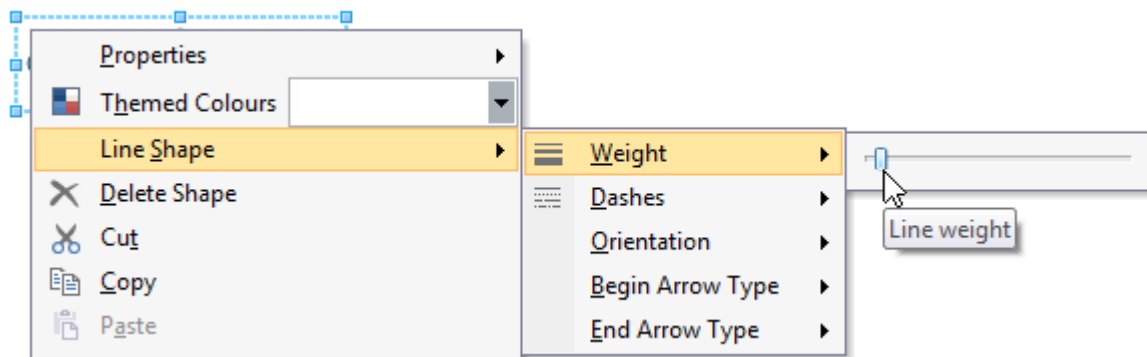 Properties
Themed Colours
Line Shape
Delete Shape
Cut
Copy
Paste
Weight
Dashes
Orientation
Begin Arrow Type
End Arrow Type
Line weight